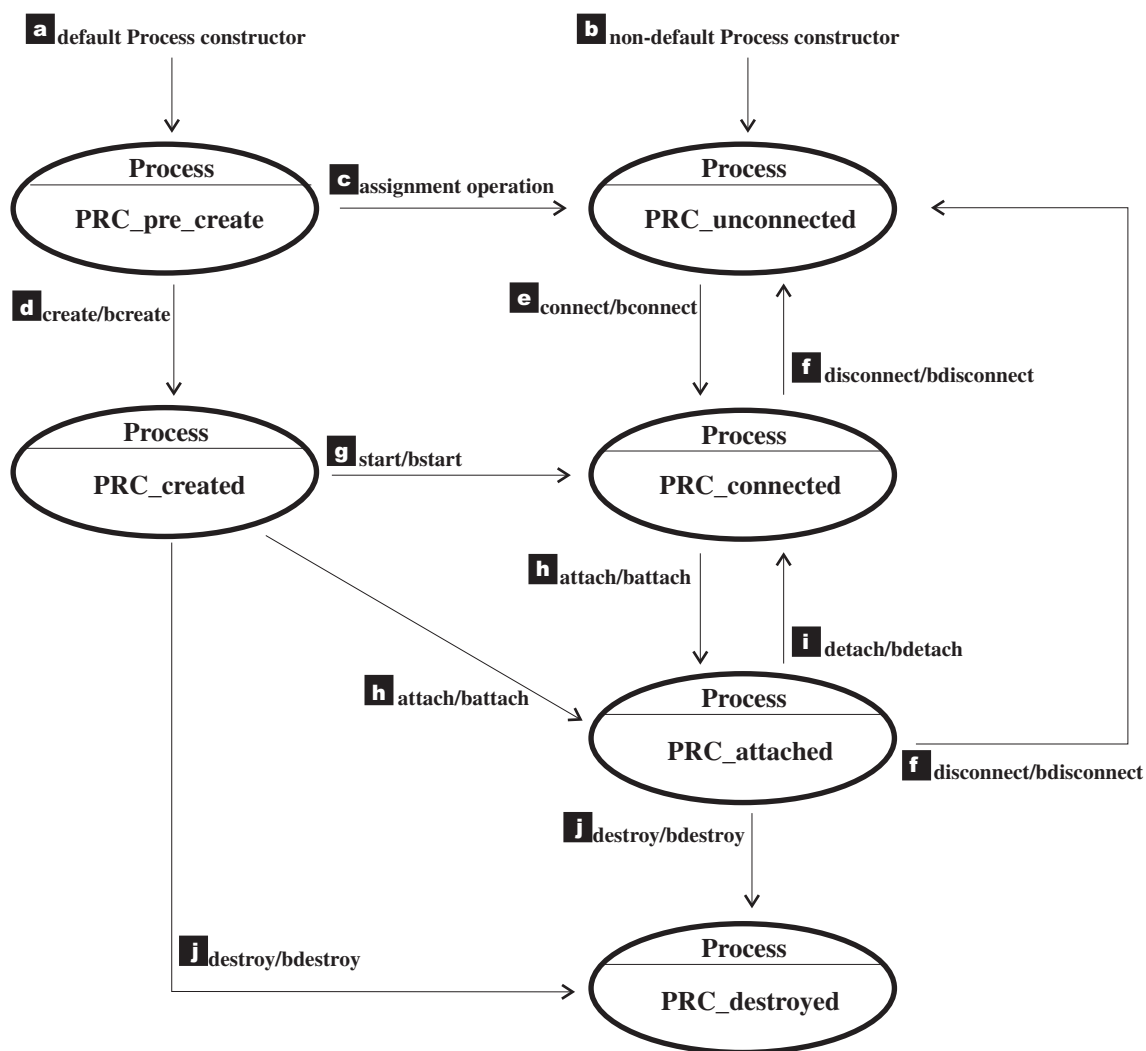 a default Process constructor
b non-default Process constructor
Process
PRC_pre_create
c assignment operation
Process
PRC_unconnected
d create/bcreate
e connect/bconnect
f disconnect/bdisconnect
Process
PRC_created
g start/bstart
Process
PRC_connected
h attach/battach
i detach/bdetach
h attach/battach
Process
PRC_attached
f disconnect/bdisconnect
j destroy/bdestroy
j destroy/bdestroy
Process
PRC_destroyed